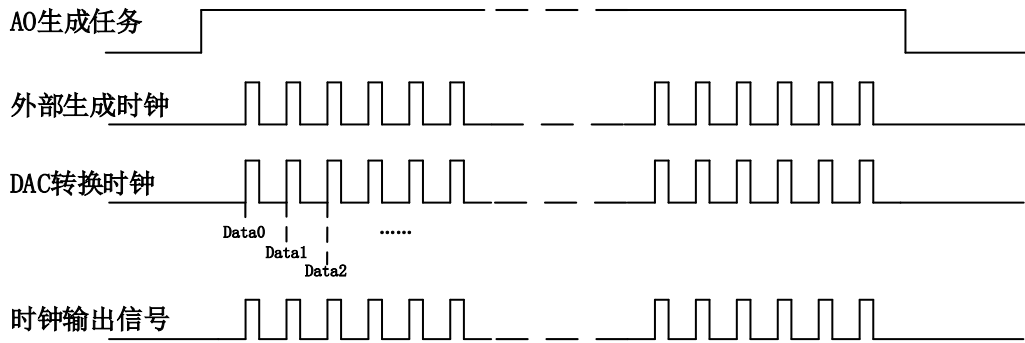 AO生成任务
外部生成时钟
DAC转换时钟
Data0
……
Data1
Data2
时钟输出信号